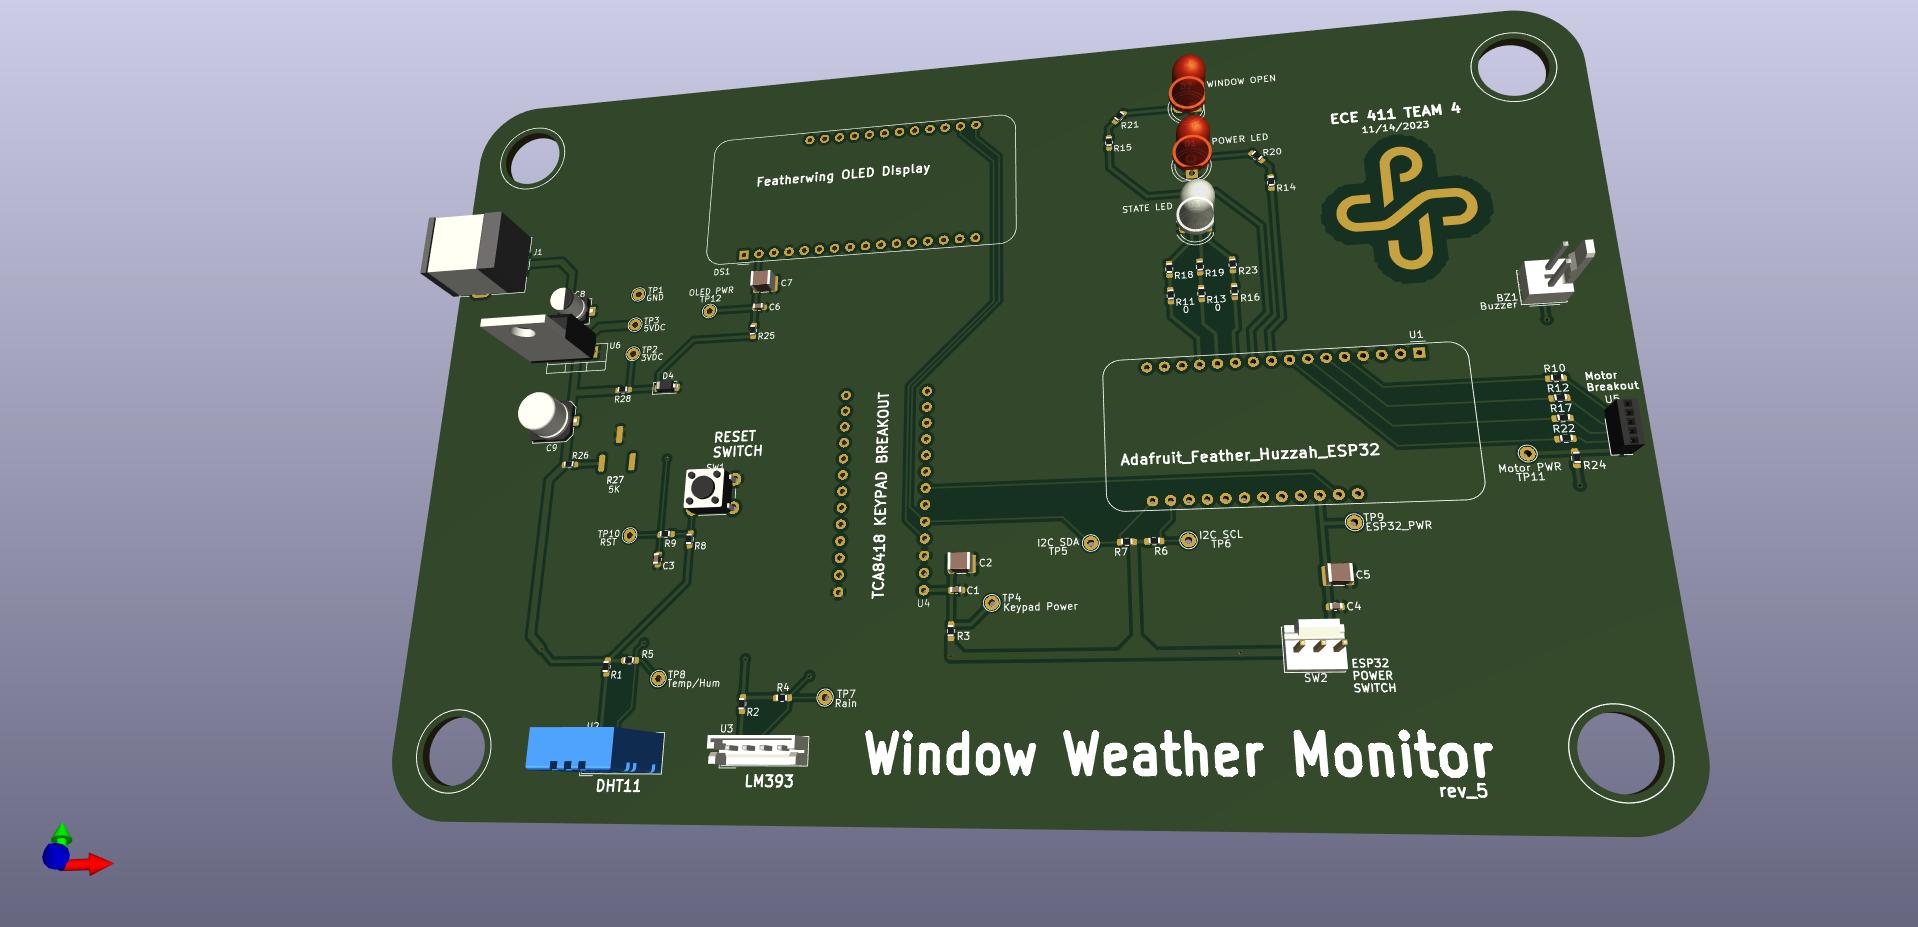 WINDOW OPEN
R21
R15
POWER LED
R20
R14
ECE 411 TEAM 4
11/14/2023
Featherwing OLED Display
STATE LED
J1
DS1
C7
C8
TP1
GND
OLED PWR
TP12
C6
TP3
5VDC
R25
U6
TP2
3VDC
R18
R19
R23
R11
0
R13
0
R16
BZ1
Buzzer
U1
D4
R28
R10
Motor
Breakout
R12
U5
R17
R22
C9
R26
R27
5K
RESET
SWITCH
SW1
TCA8418 KEYPAD BREAKOUT
Adafruit_Feather_Huzzah_ESP32
Motor PWR
TP11
R24
TP10
RST
R9
R8
C3
I2C SDA
TP5
R7
R6
I2C SCL
TP6
TP9
ESP32_PWR
C2
C1
U4
TP4
Keypad Power
R3
C5
C4
R5
R1
TP8
Temp/Hum
R4
R2
TP7
Rain
ESP32
POWER
SWITCH
SW2
U2
U3
DHT11
LM393
Window Weather Monitor
rev_5